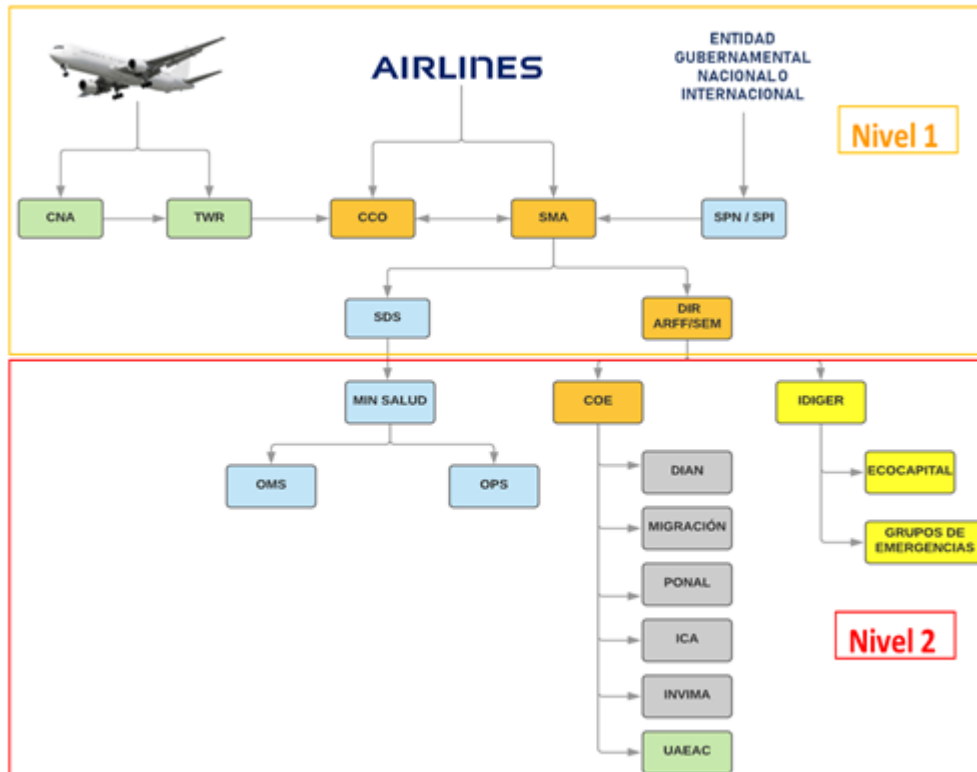 AIRLINES
ENTIDAD
GUBERNAMENTAL
NACIONAL O
INTERNACIONAL
Nivel 1
CNA
TWR
CCO
SMA
SPN / SPI
SDS
DIR
ARFF/SEM
MIN SALUD
COE
IDIGER
OMS
OPS
DIAN
ECOCAPITAL
MIGRACIÓN
GRUPOS DE
EMERGENCIAS
PONAL
ICA
Nivel 2
INVIMA
UAEAC